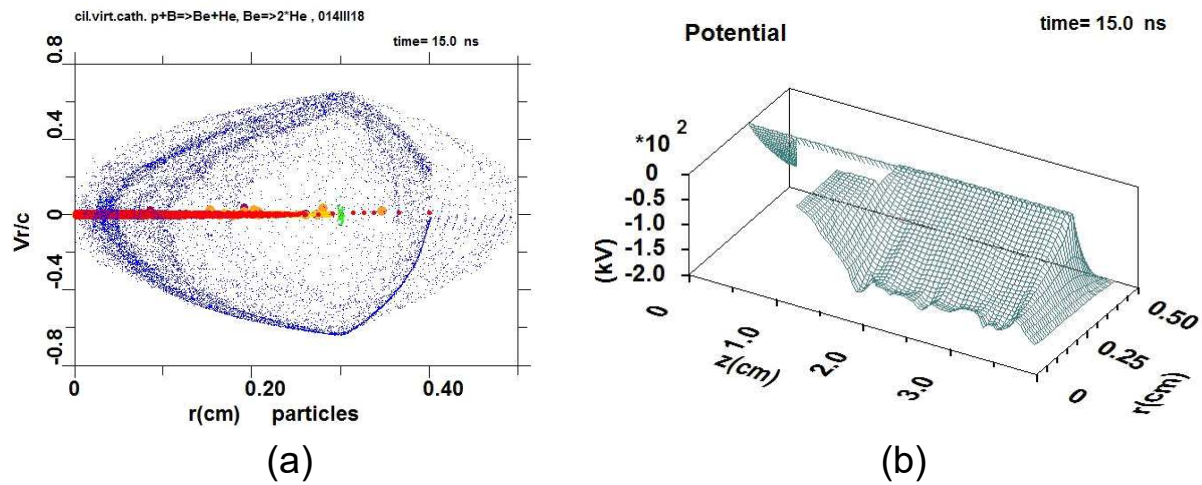 cil.virt.cath. p+B=>Be+He, Be=>2*He , 014III18
time= 15.0 ns
0.8
0.4
0
-0.4
-0.8
Vr/c
0
0.20
0.40
r(cm) particles
(a)
Potential
time= 15.0 ns
*10 2
0
-0.5
-1.0
-1.5
-2.0
(kV)
0
1.0
2.0
3.0
z(cm)
0
0.25
0.50
r(cm)
(b)